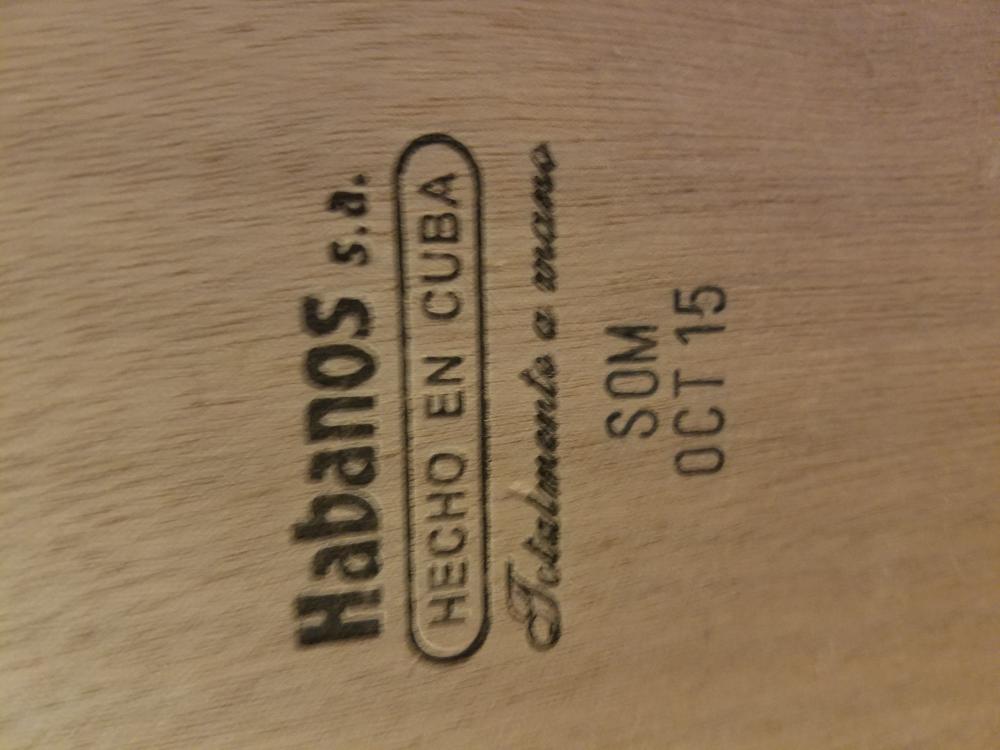 Habanos s.a.
HECHO EN CUBA
Totalmente a mano
SOM
OCT 15